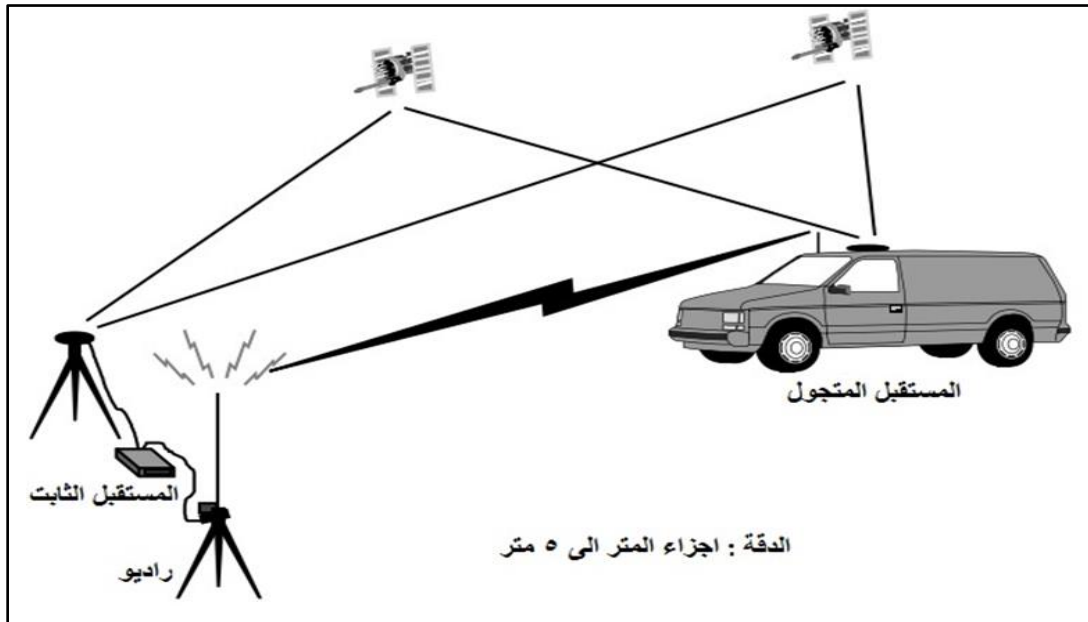 المستقبل المتجول
المستقبل الثابت
الدقة : اجزاء المتر الى ٥ متر
راديو